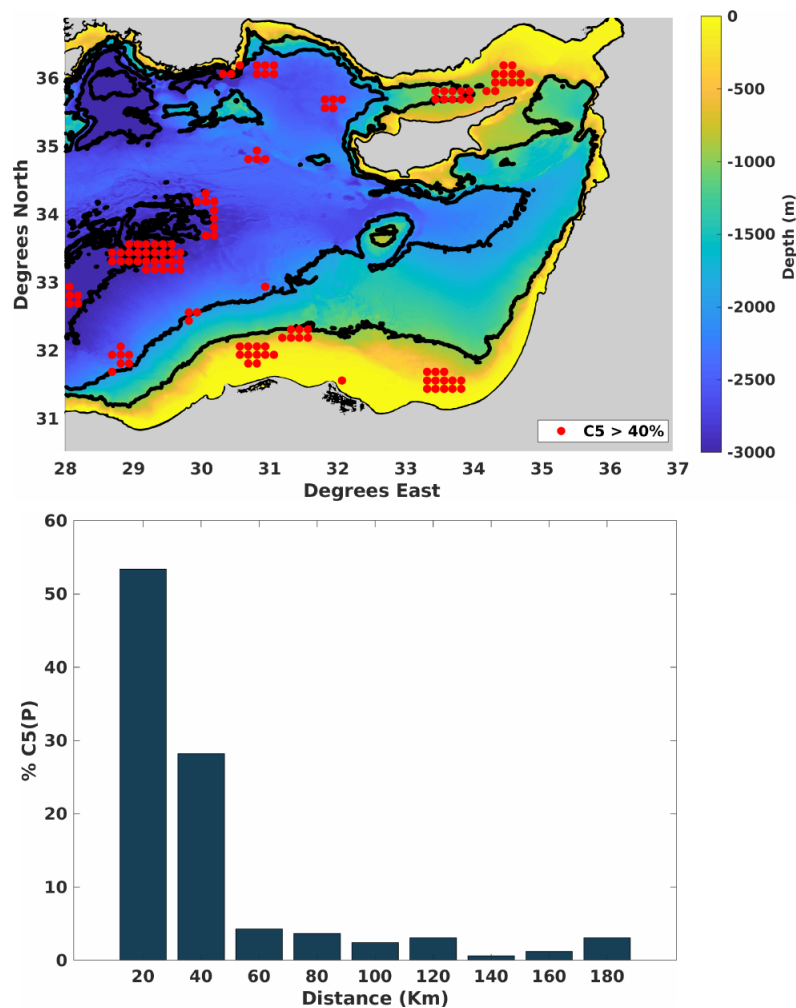 36
35
34
33
32
31
Degrees North
28 29 30 31 32 33 34 35 36 37
Degrees East
C5 > 40%
0
-500
-1000
-1500
-2000
-2500
-3000
Depth (m)
60
50
40
30
20
10
0
% C5(P)
20 40 60 80 100 120 140 160 180
Distance (Km)